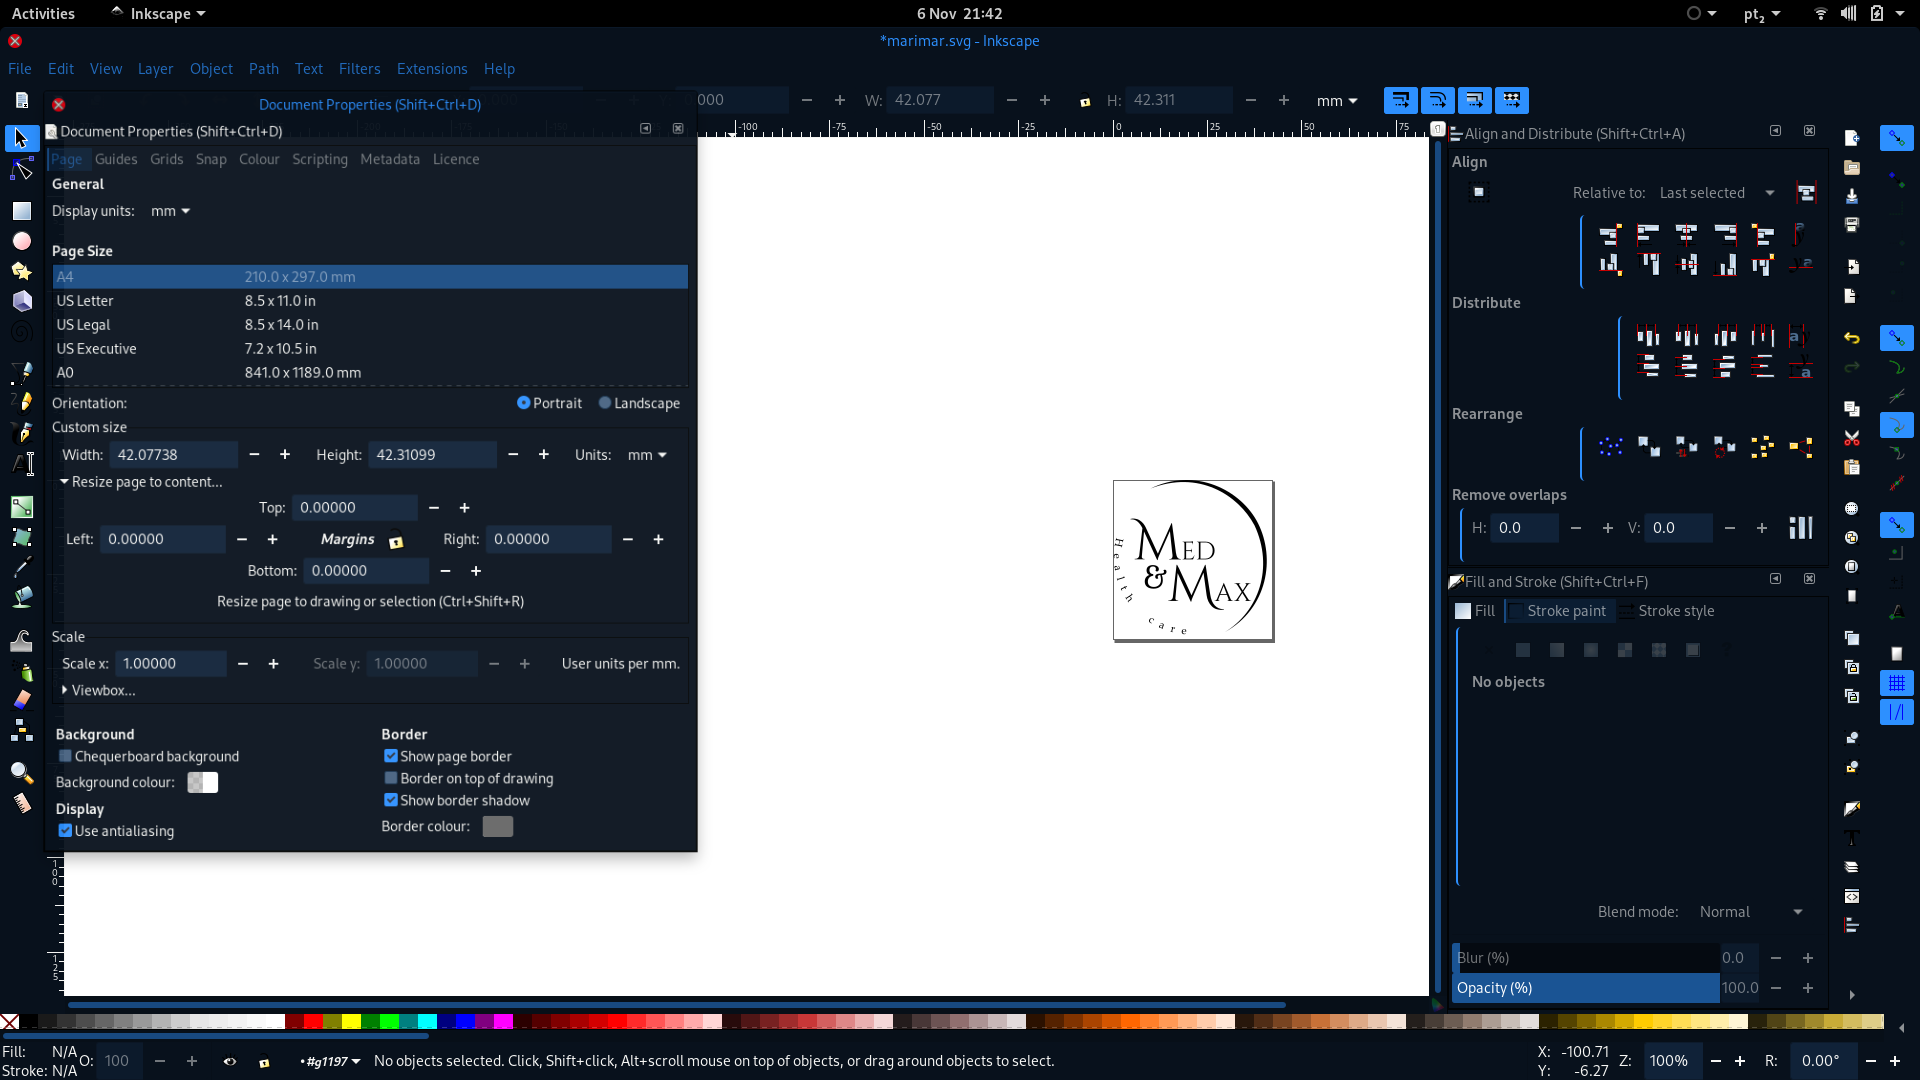 Activities
Inkscape
6 Nov 21:42
pt2
*marimar.svg - Inkscape
File Edit View Layer Object Path Text Filters Extensions Help
Document Properties (Shift+Ctrl+D)
W: 42.077
H: 42.311
mm
Document Properties (Shift+Ctrl+D)
-100 -75 -50 -25 0 25 50 75
Page Guides Grids Snap Colour Scripting Metadata Licence
General
Display units: mm
Page Size
A4 210.0 x 297.0 mm
US Letter 8.5 x 11.0 in
US Legal 8.5 x 14.0 in
US Executive 7.2 x 10.5 in
A0 841.0 x 1189.0 mm
Orientation: Portrait Landscape
Custom size
Width: 42.07738 Height: 42.31099 Units: mm
Resize page to content...
Top: 0.00000
Left: 0.00000 Margins Right: 0.00000
Bottom: 0.00000
Resize page to drawing or selection (Ctrl+Shift+R)
Scale
Scale x: 1.00000 Scale y: 1.00000 User units per mm.
Viewbox...
Background
Chequerboard background
Background colour:
Display
Use antialiasing
Border
Show page border
Border on top of drawing
Show border shadow
Border colour:
100
125
Health
MED
&MAX
care
Align and Distribute (Shift+Ctrl+A)
Align
Relative to: Last selected
Distribute
Rearrange
Remove overlaps
H: 0.0 V: 0.0
Fill and Stroke (Shift+Ctrl+F)
Fill Stroke paint Stroke style
No objects
Blend mode: Normal
Blur (%) 0.0
Opacity (%) 100.0
Fill: N/A
Stroke: N/A
O: 100
•#g1197
No objects selected. Click, Shift+click, Alt+scroll mouse on top of objects, or drag around objects to select.
X: -100.71
Y: -6.27
Z: 100%
R: 0.00°